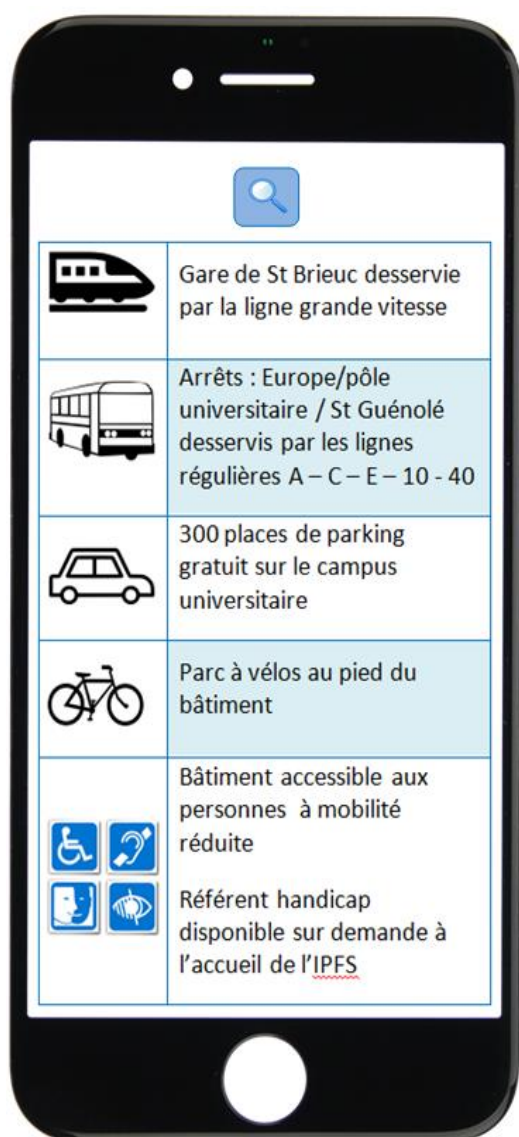 Gare de St Brieuc desservie
par la ligne grande vitesse
Arrêts : Europe/pôle
universitaire / St Guénolé
desservis par les lignes
régulières A – C – E – 10 - 40
300 places de parking
gratuit sur le campus
universitaire
Parc à vélos au pied du
bâtiment
Bâtiment accessible aux
personnes à mobilité
réduite
Référent handicap
disponible sur demande à
l’accueil de l’IPFS